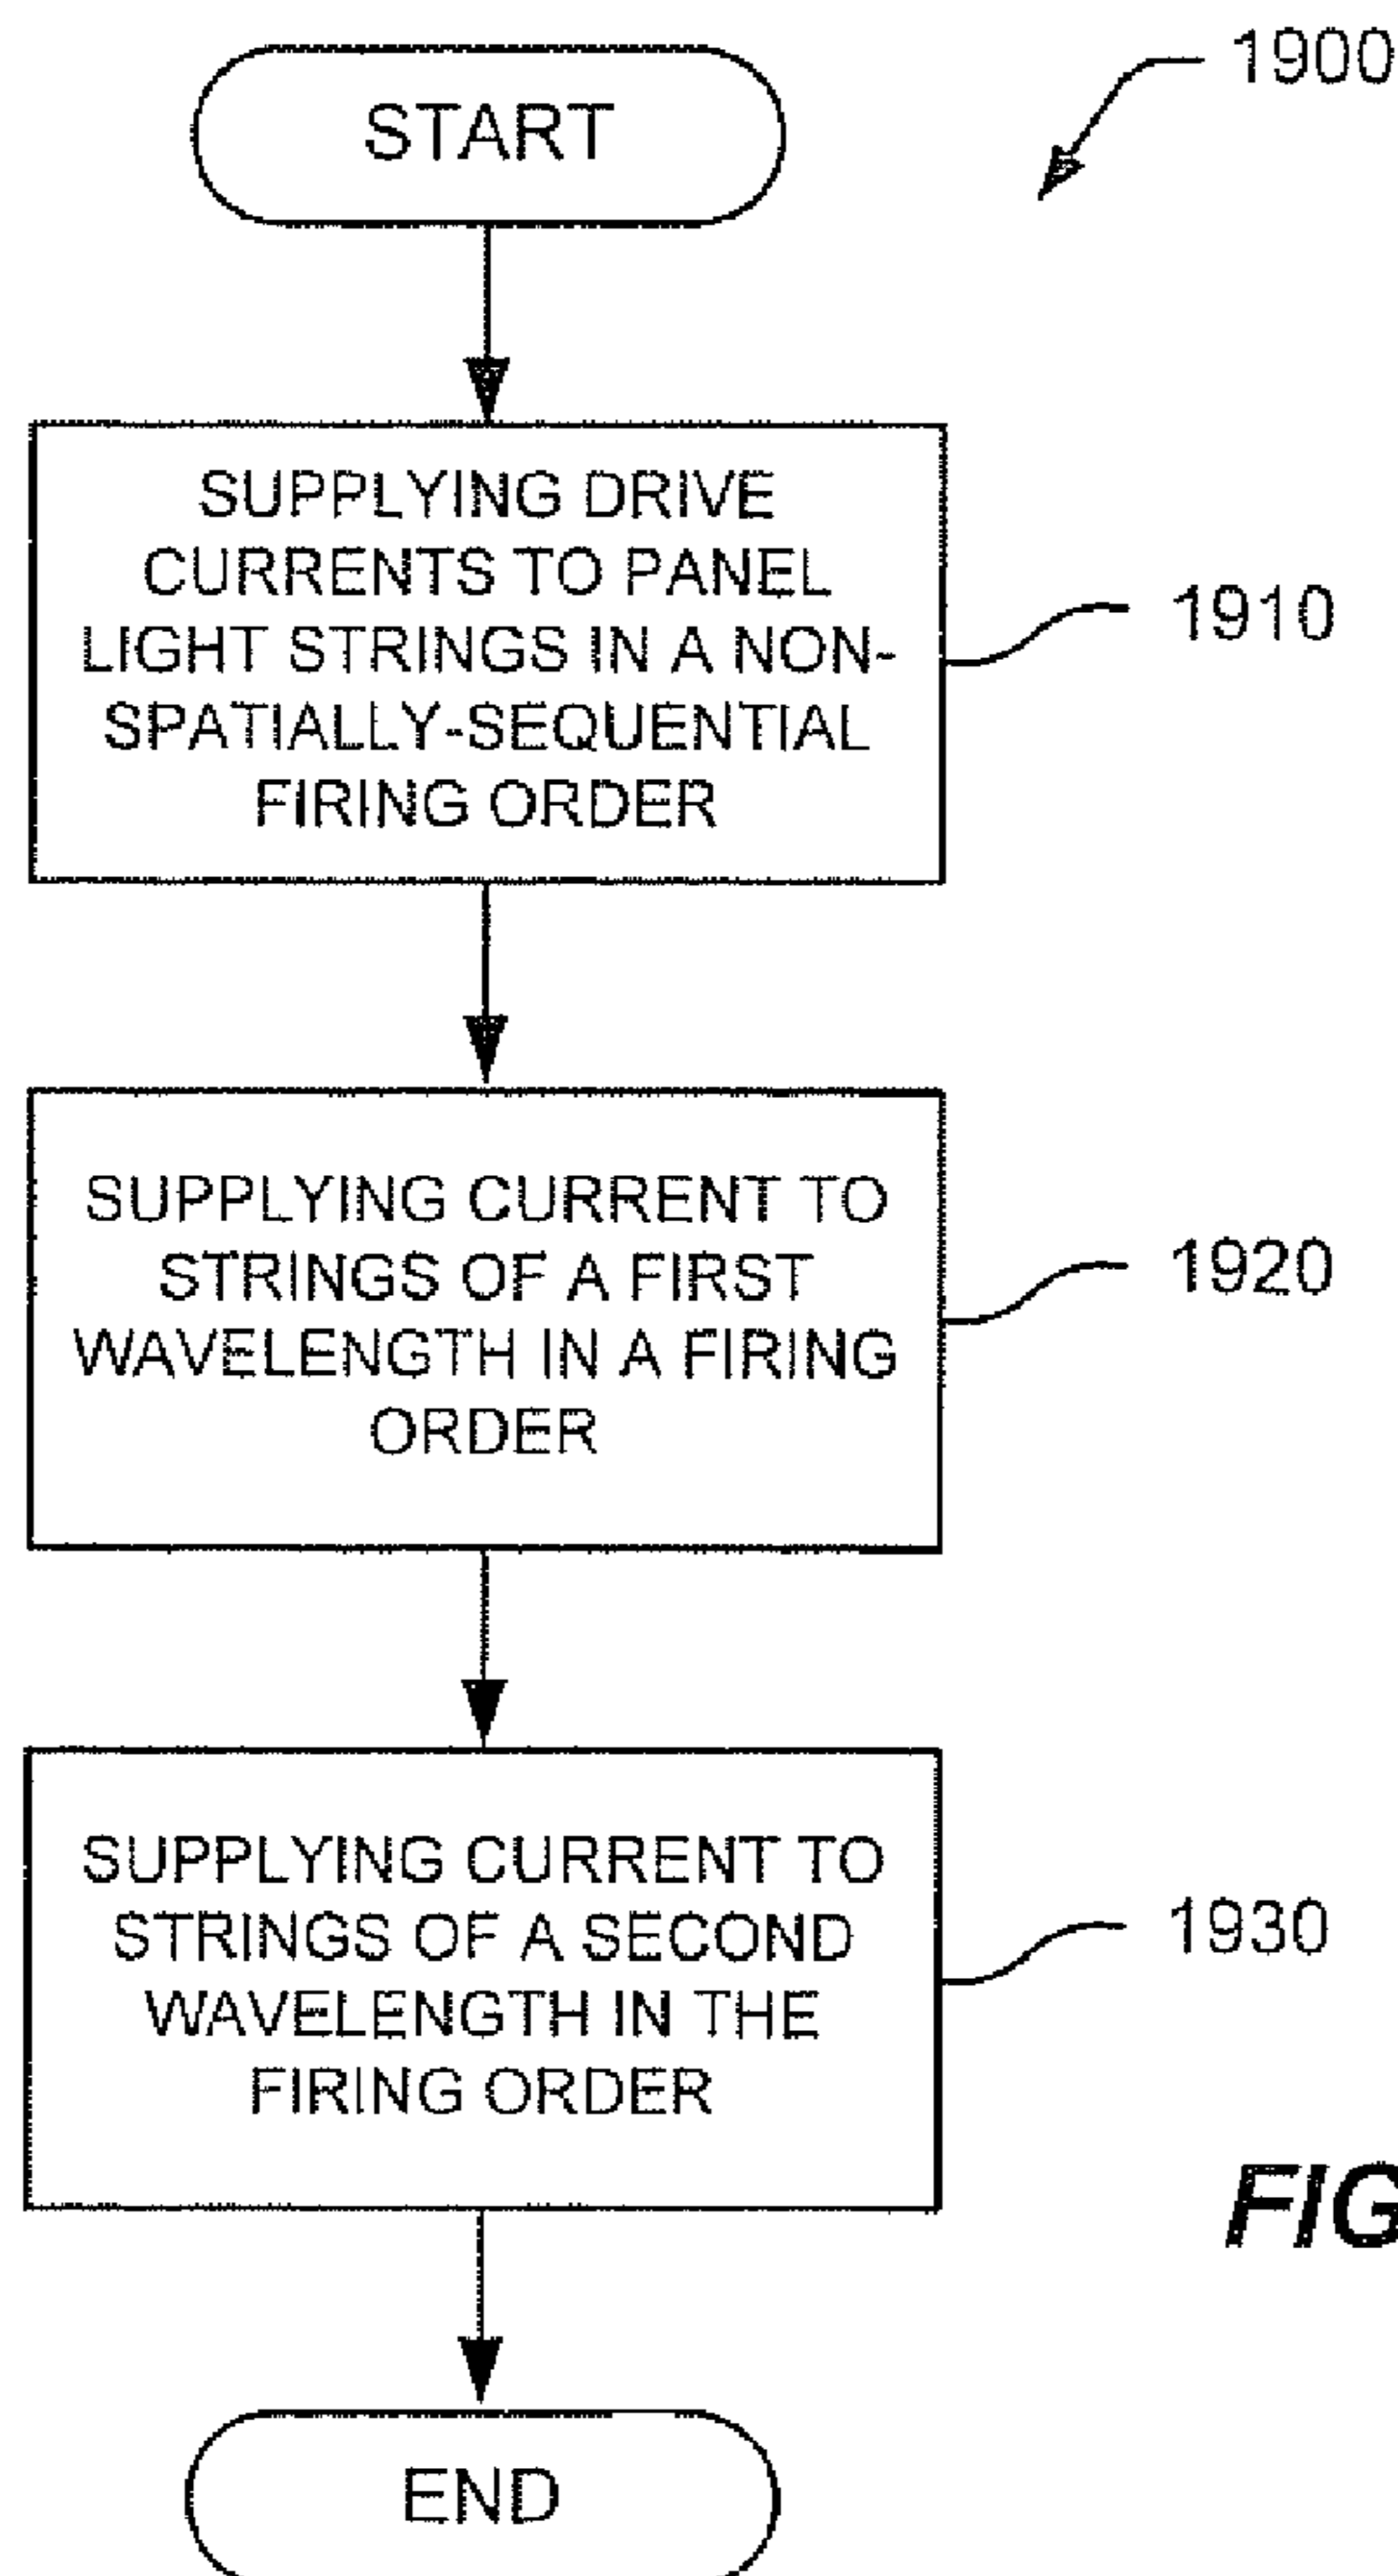 1900
START
SUPPLYING DRIVE
CURRENTS TO PANEL
LIGHT STRINGS IN A NON-
SPATIALLY-SEQUENTIAL
FIRING ORDER
1910
SUPPLYING CURRENT TO
STRINGS OF A FIRST
WAVELENGTH IN A FIRING
ORDER
1920
SUPPLYING CURRENT TO
STRINGS OF A SECOND
WAVELENGTH IN THE
FIRING ORDER
1930
FIG
END